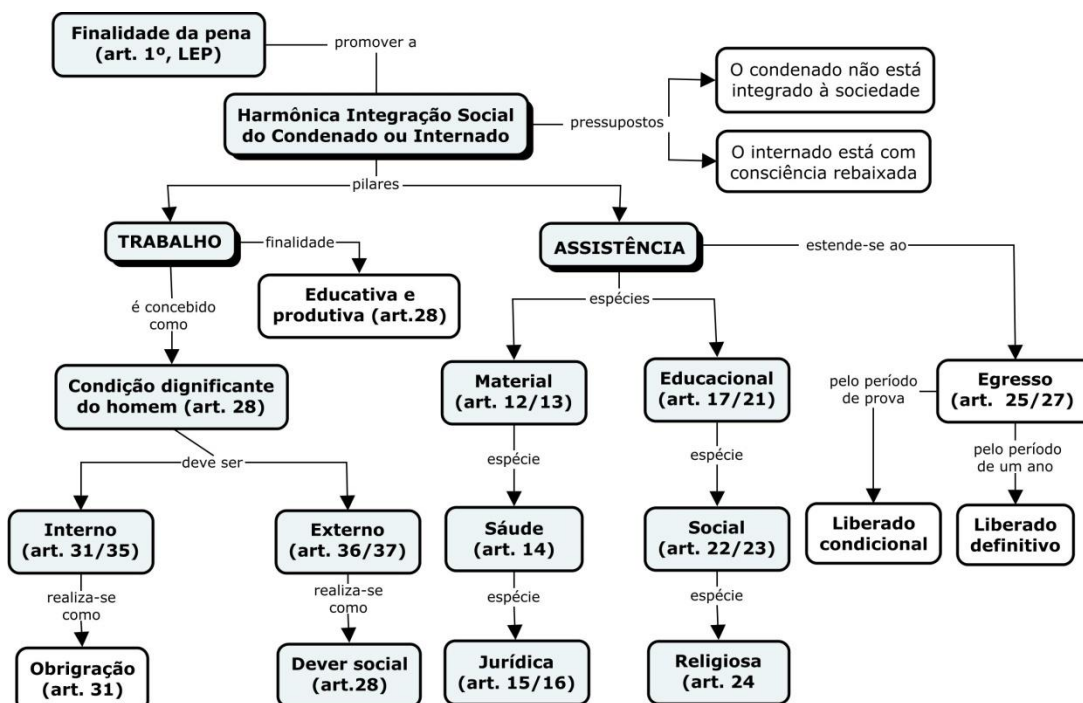 Finalidade da pena
(art. 1º, LEP)
promover a
Harmônica Integração Social
do Condenado ou Internado
pressupostos
O condenado não está
integrado à sociedade
O internado está com
consciência rebaixada
pilares
TRABALHO
finalidade
Educativa e
produtiva (art.28)
ASSISTÊNCIA
estende-se ao
é concebido
como
espécies
Condição dignificante
do homem (art. 28)
Material
(art. 12/13)
Educacional
(art. 17/21)
pelo período
de prova
Egresso
(art. 25/27)
deve ser
espécie
espécie
pelo período
de um ano
Interno
(art. 31/35)
Externo
(art. 36/37)
Sáude
(art. 14)
Social
(art. 22/23)
Liberado
condicional
Liberado
definitivo
realiza-se
como
realiza-se
como
espécie
espécie
Obrigração
(art. 31)
Dever social
(art.28)
Jurídica
(art. 15/16)
Religiosa
(art. 24